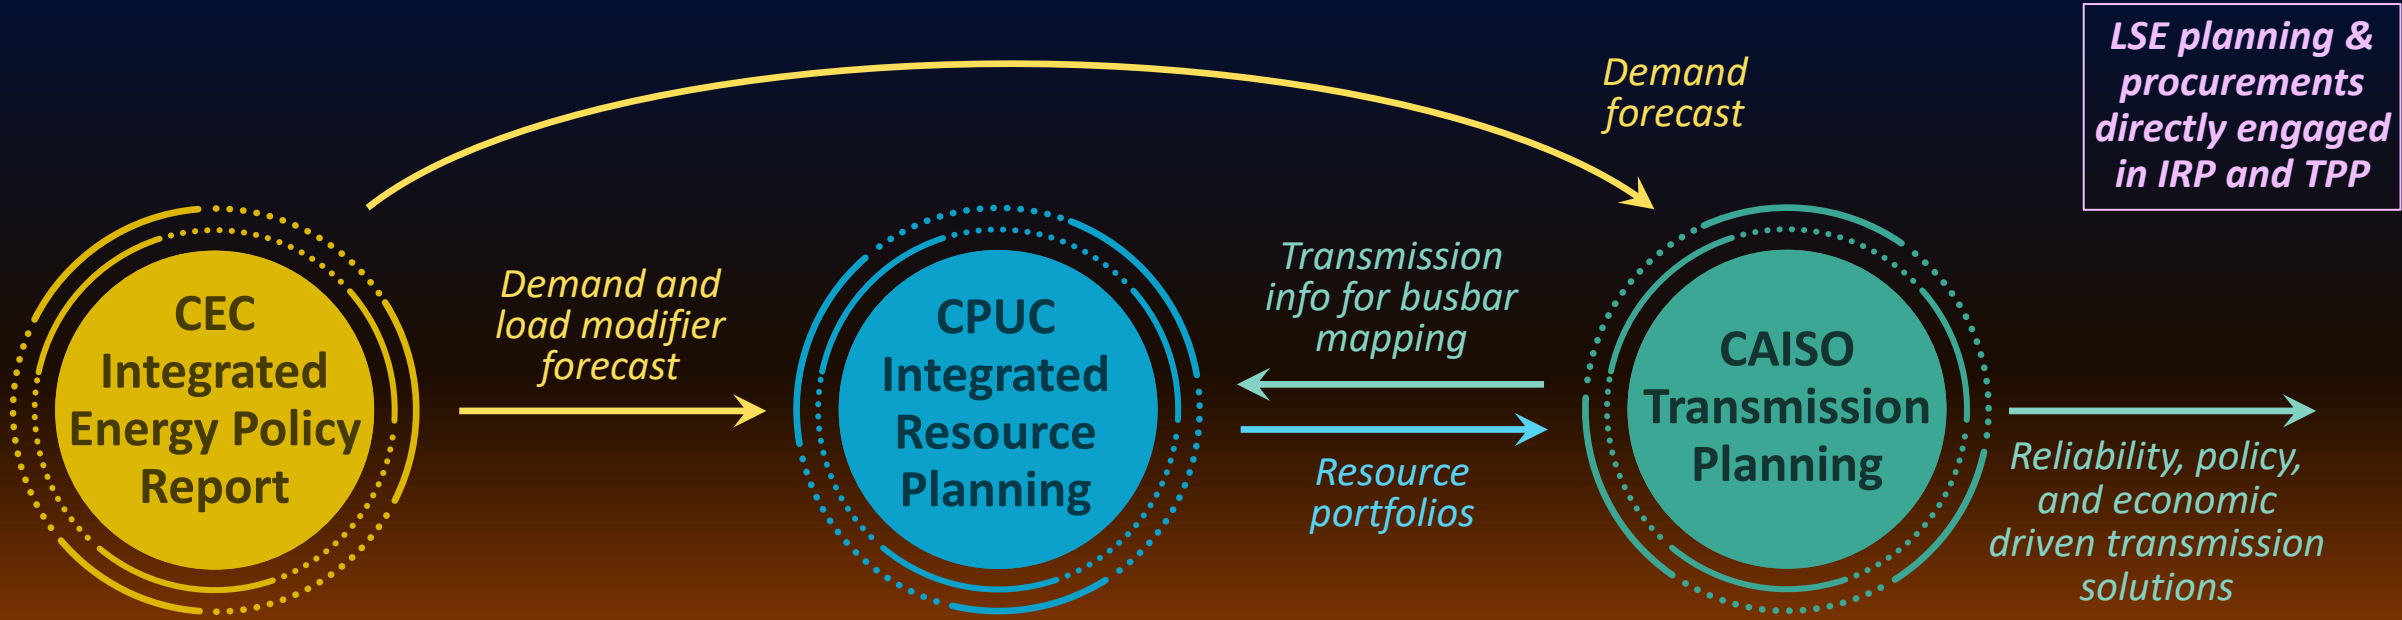 LSE planning &
procurements
directly engaged
in IRP and TPP
Demand
forecast
CEC
Integrated
Energy Policy
Report
Demand and
load modifier
forecast
CPUC
Integrated
Resource
Planning
Transmission
info for busbar
mapping
Resource
portfolios
CAISO
Transmission
Planning
Reliability, policy,
and economic
driven transmission
solutions